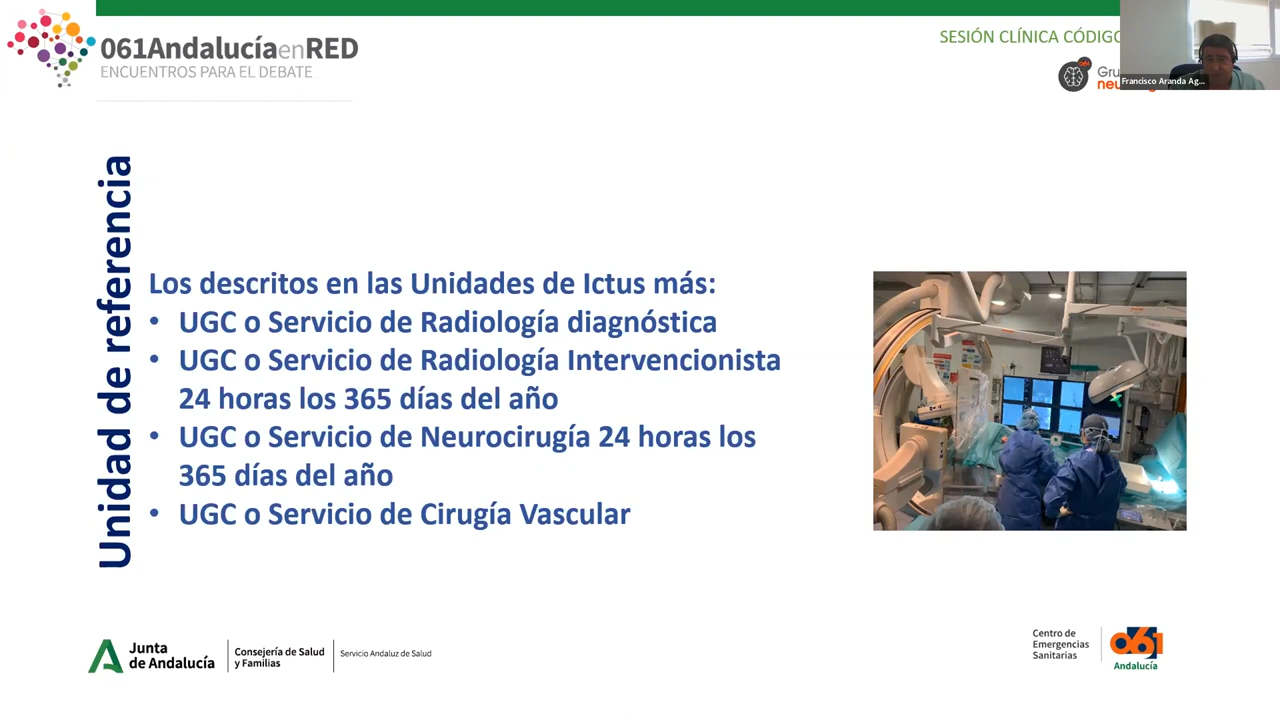 061AndalucíaenRED
ENCUENTROS PARA EL DEBATE
SESIÓN CLÍNICA CÓDIGO
Francisco Aranda Ag...
Unidad de referencia
Los descritos en las Unidades de Ictus más:
• UGC o Servicio de Radiología diagnóstica
• UGC o Servicio de Radiología Intervencionista
24 horas los 365 días del año
• UGC o Servicio de Neurocirugía 24 horas los
365 días del año
• UGC o Servicio de Cirugía Vascular
Junta
de Andalucía
Consejería de Salud
y Familias
Servicio Andaluz de Salud
Centro de
Emergencias
Sanitarias
061
Andalucía